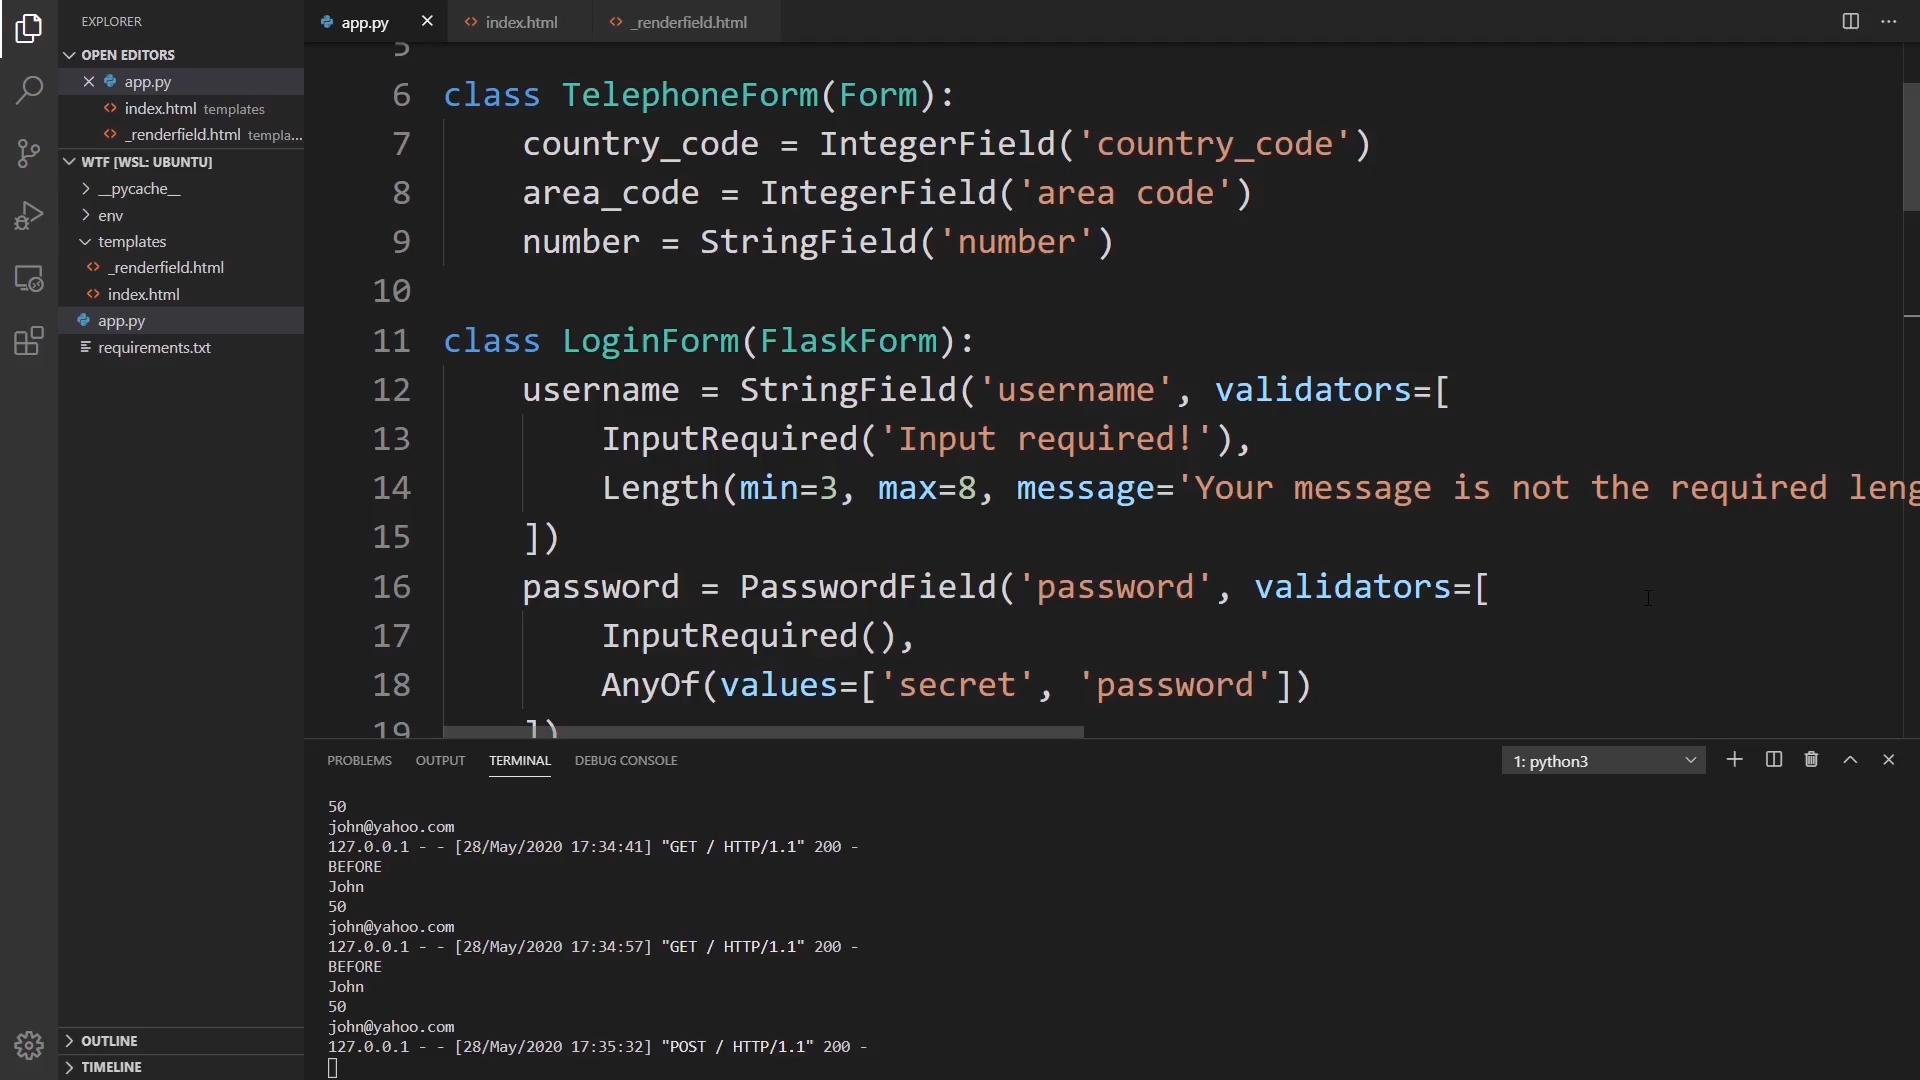 EXPLORER
OPEN EDITORS
app.py
index.html templates
_renderfield.html templa...
WTF [WSL: UBUNTU]
__pycache__
env
templates
_renderfield.html
index.html
app.py
requirements.txt
OUTLINE
TIMELINE
app.py index.html _renderfield.html
5
6 class TelephoneForm(Form):
7 country_code = IntegerField('country_code')
8 area_code = IntegerField('area code')
9 number = StringField('number')
10
11 class LoginForm(FlaskForm):
12 username = StringField('username', validators=[
13 InputRequired('Input required!'),
14 Length(min=3, max=8, message='Your message is not the required leng
15 ])
16 password = PasswordField('password', validators=[
17 InputRequired(),
18 AnyOf(values=['secret', 'password'])
19 ])
PROBLEMS OUTPUT TERMINAL DEBUG CONSOLE 1: python3
50
john@yahoo.com
127.0.0.1 - - [28/May/2020 17:34:41] "GET / HTTP/1.1" 200 -
BEFORE
John
50
john@yahoo.com
127.0.0.1 - - [28/May/2020 17:34:57] "GET / HTTP/1.1" 200 -
BEFORE
John
50
john@yahoo.com
127.0.0.1 - - [28/May/2020 17:35:32] "POST / HTTP/1.1" 200 -